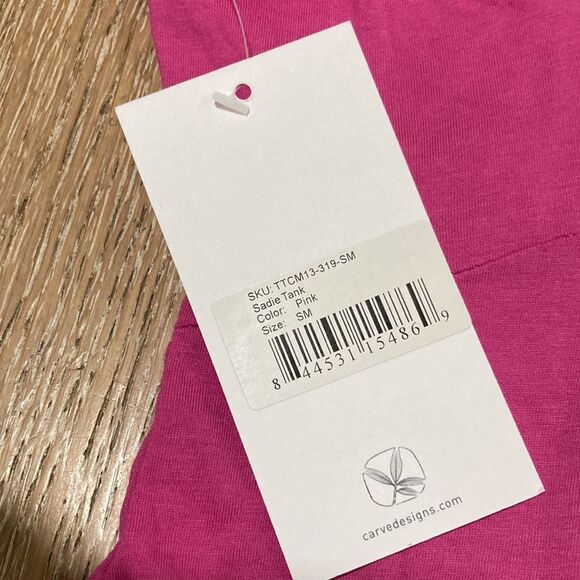 SKU: TTCM13-319-SM
Sadie Tank
Color: Pink
Size: SM
8 44531 15486 9
carvedesigns.com